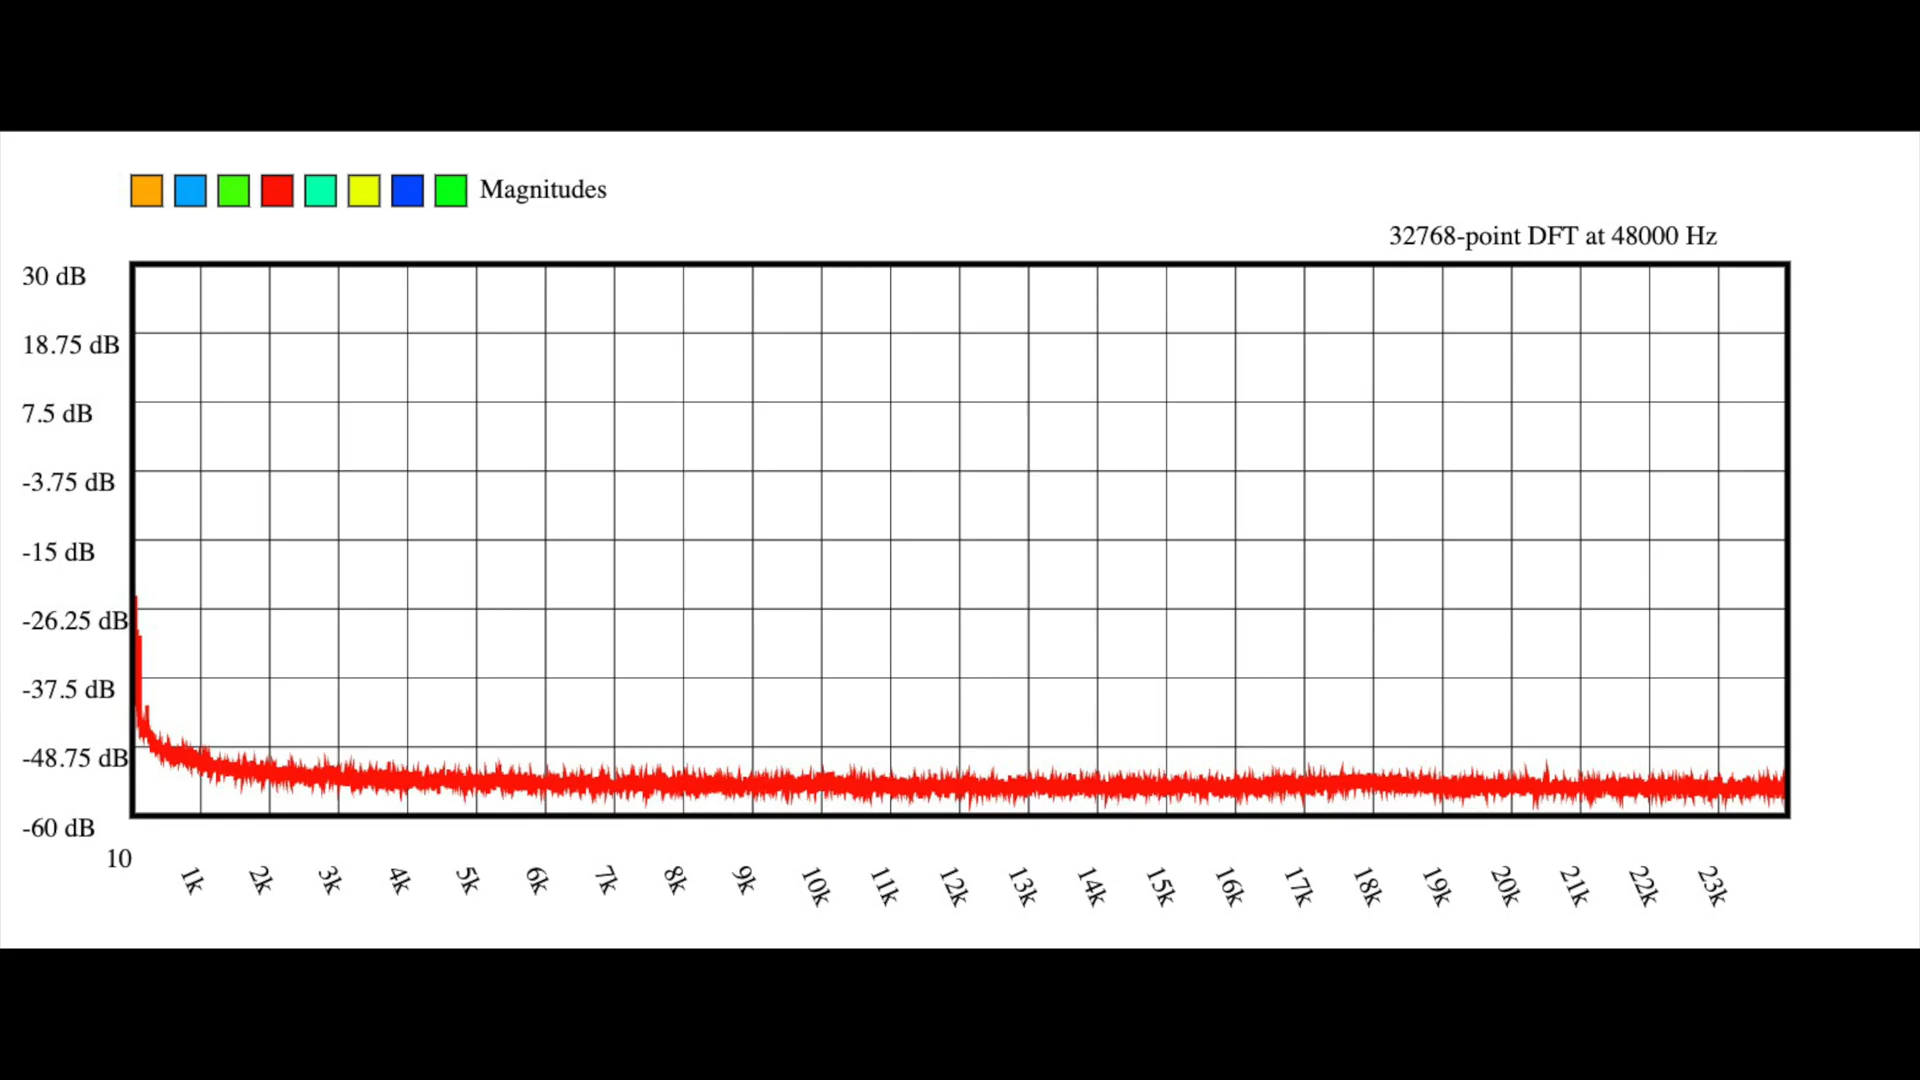 Magnitudes
32768-point DFT at 48000 Hz
30 dB
18.75 dB
7.5 dB
-3.75 dB
-15 dB
-26.25 dB
-37.5 dB
-48.75 dB
-60 dB
10
1k 2k 3k 4k 5k 6k 7k 8k 9k 10k 11k 12k 13k 14k 15k 16k 17k 18k 19k 20k 21k 22k 23k